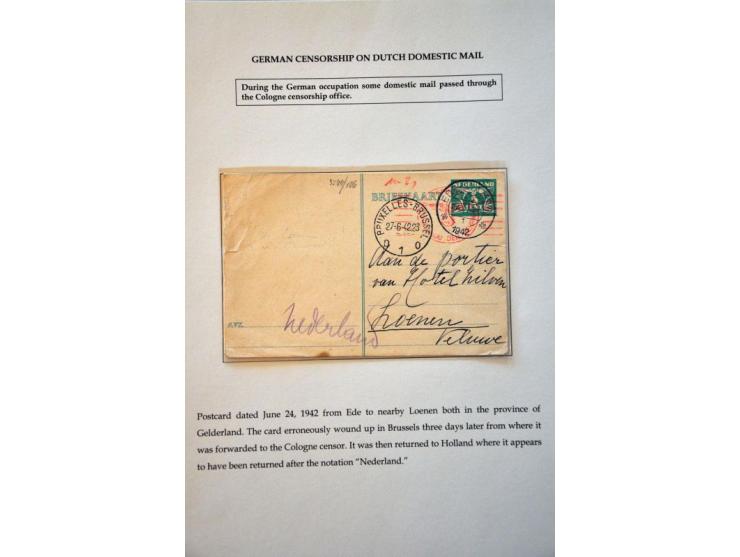 GERMAN CENSORSHIP ON DUTCH DOMESTIC MAIL
During the German occupation some domestic mail passed through
the Cologne censorship office.
BRIEFKAART
NEDERLAND
BRUXELLES-BRUSSEL
27-6-42.23
1942
Aan de portier
van Hotel Zilven
Loenen
Veluwe
Nederland
Postcard dated June 24, 1942 from Ede to nearby Loenen both in the province of
Gelderland. The card erroneously wound up in Brussels three days later from where it
was forwarded to the Cologne censor. It was then returned to Holland where it appears
to have been returned after the notation “Nederland.”